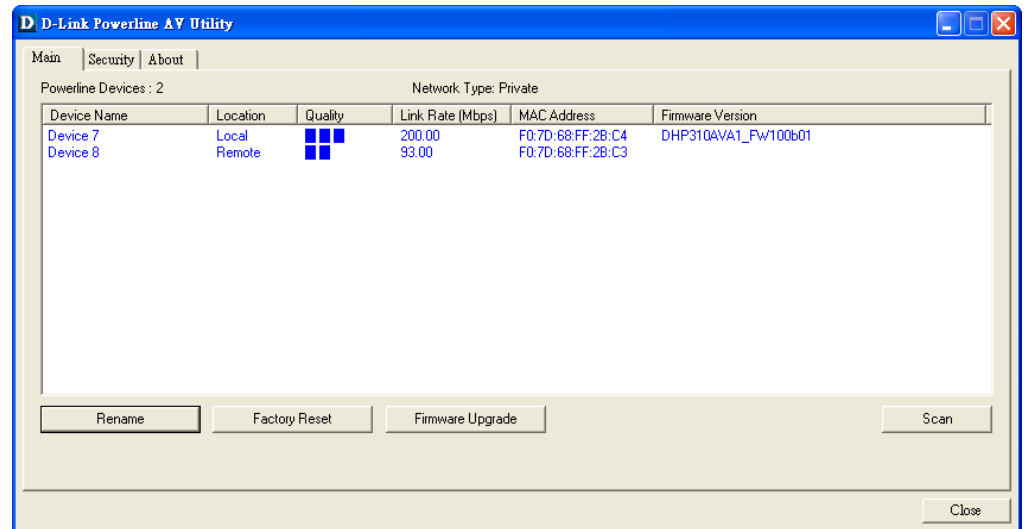 D-Link Powerline AV Utility
Main Security About
Powerline Devices : 2 Network Type: Private
Device Name Location Quality Link Rate (Mbps) MAC Address Firmware Version
Device 7 Local 200.00 F0:7D:68:FF:2B:C4 DHP310AVA1_FW100b01
Device 8 Remote 93.00 F0:7D:68:FF:2B:C3
Rename Factory Reset Firmware Upgrade Scan
Close